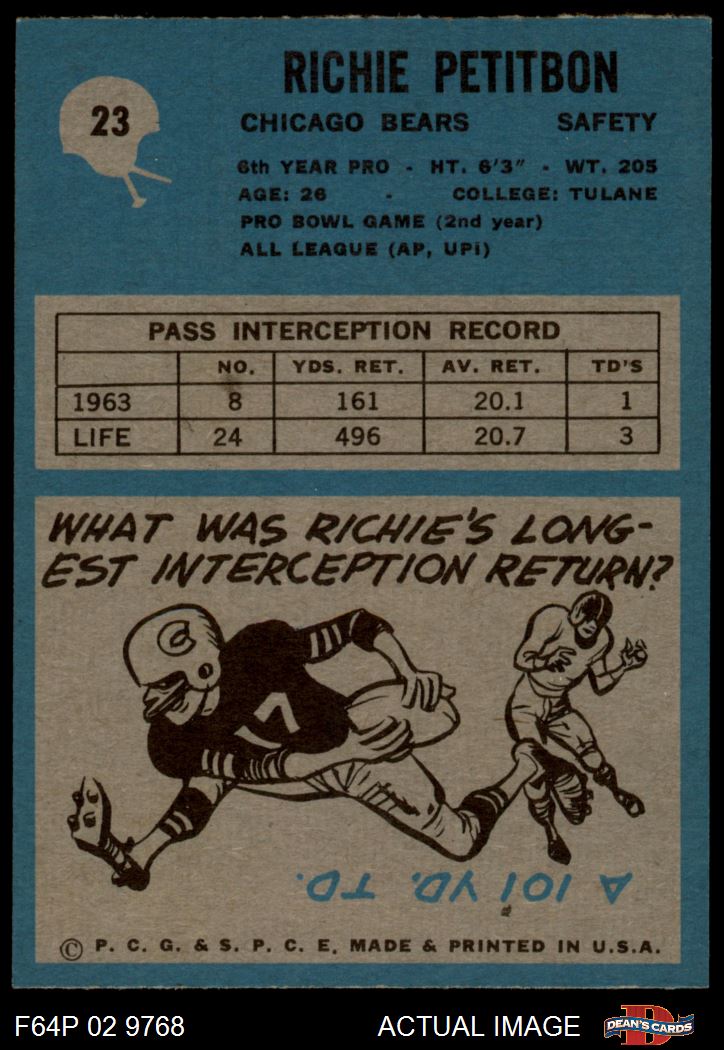 RICHIE PETITBON
23
CHICAGO BEARS SAFETY
6th YEAR PRO - HT. 6'3" - WT. 205
AGE: 26 - COLLEGE: TULANE
PRO BOWL GAME (2nd year)
ALL LEAGUE (AP, UPi)
PASS INTERCEPTION RECORD
NO. YDS. RET. AV. RET. TD'S
1963 8 161 20.1 1
LIFE 24 496 20.7 3
WHAT WAS RICHIE'S LONG-
EST INTERCEPTION RETURN?
C
17
A 101 YD. TD.
© P. C. G. & S. P. C. E. MADE & PRINTED IN U.S.A.
F64P 02 9768 ACTUAL IMAGE D DEAN'S CARDS